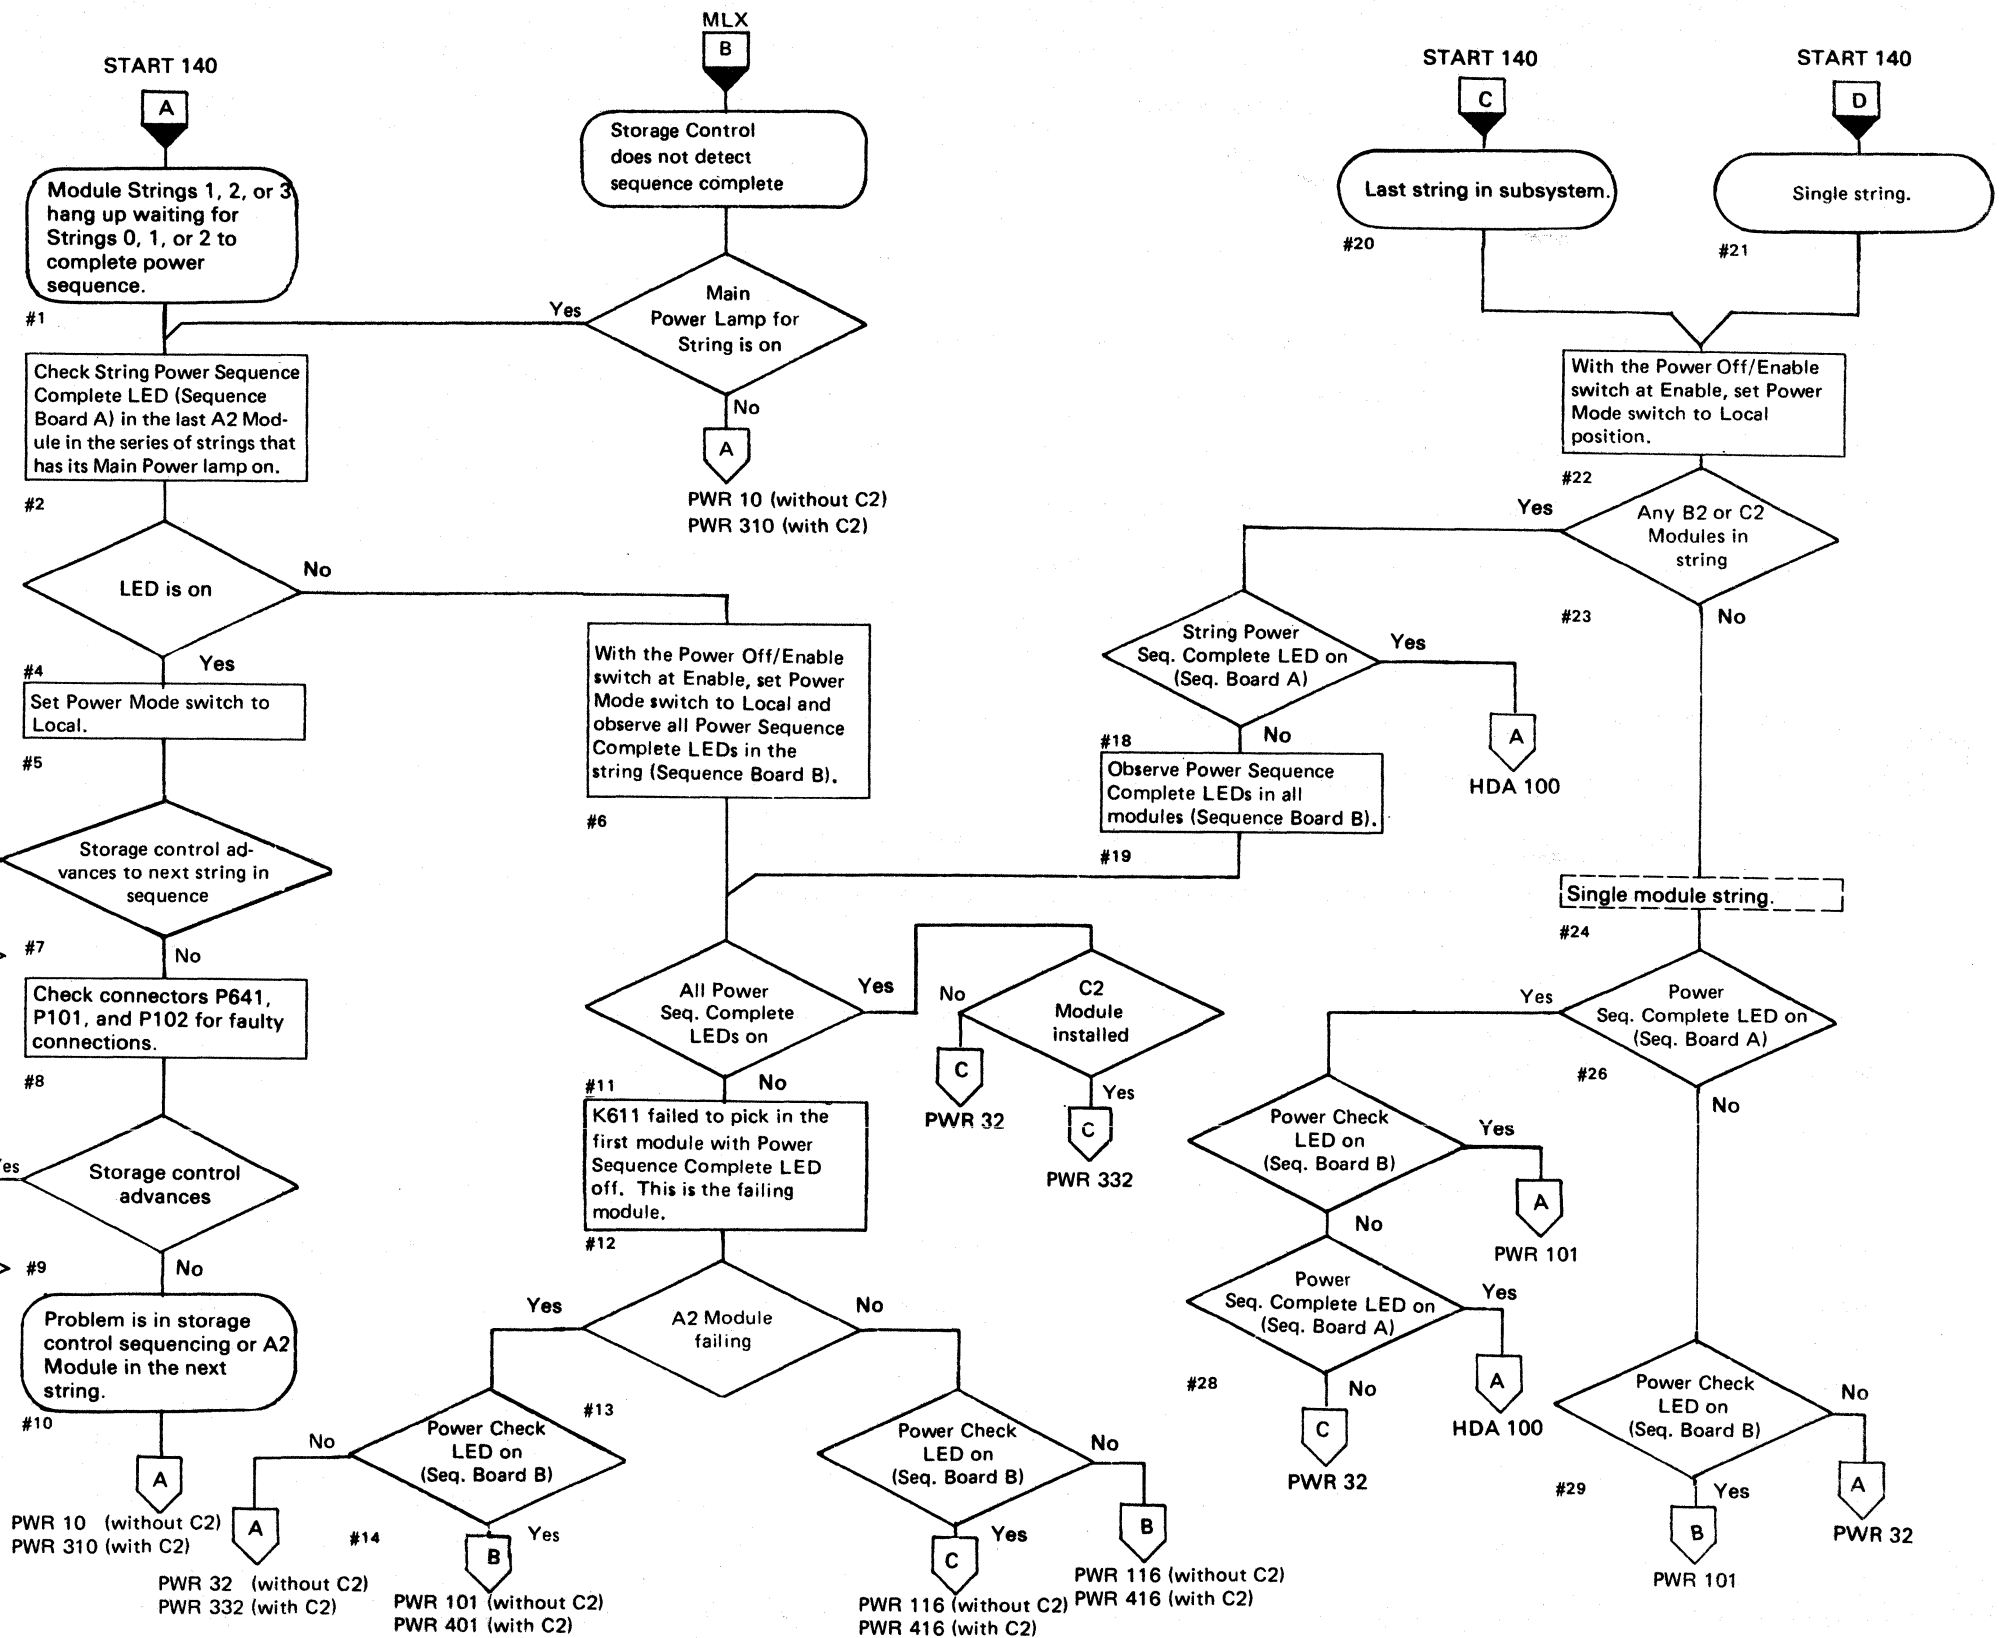 START 140
A
Module Strings 1, 2, or 3
hang up waiting for
Strings 0, 1, or 2 to
complete power
sequence.
#1
Check String Power Sequence
Complete LED (Sequence
Board A) in the last A2 Mod-
ule in the series of strings that
has its Main Power lamp on.
#2
LED is on
No
Yes
#4
Set Power Mode switch to
Local.
#5
Storage control ad-
vances to next string in
sequence
#7
No
Check connectors P641,
P101, and P102 for faulty
connections.
#8
Storage control
advances
es
#9
No
Problem is in storage
control sequencing or A2
Module in the next
string.
#10
A
PWR 10 (without C2)
PWR 310 (with C2)
MLX
B
Storage Control
does not detect
sequence complete
Main
Power Lamp for
String is on
Yes
No
A
PWR 10 (without C2)
PWR 310 (with C2)
With the Power Off/Enable
switch at Enable, set Power
Mode switch to Local and
observe all Power Sequence
Complete LEDs in the
string (Sequence Board B).
#6
All Power
Seq. Complete
LEDs on
Yes
No
C2
Module
installed
No
C
PWR 32
Yes
C
PWR 332
#11
K611 failed to pick in the
first module with Power
Sequence Complete LED
off. This is the failing
module.
#12
A2 Module
failing
Yes
No
#13
Power Check
LED on
(Seq. Board B)
No
A
PWR 32 (without C2)
PWR 332 (with C2)
#14
Yes
B
PWR 101 (without C2)
PWR 401 (with C2)
Power Check
LED on
(Seq. Board B)
No
B
PWR 116 (without C2)
PWR 416 (with C2)
Yes
C
PWR 116 (without C2)
PWR 416 (with C2)
START 140
C
Last string in subsystem.
#20
START 140
D
Single string.
#21
With the Power Off/Enable
switch at Enable, set Power
Mode switch to Local
position.
#22
Any B2 or C2
Modules in
string
Yes
No
#23
String Power
Seq. Complete LED on
(Seq. Board A)
Yes
A
HDA 100
No
#18
Observe Power Sequence
Complete LEDs in all
modules (Sequence Board B).
#19
Single module string.
#24
Power
Seq. Complete LED on
(Seq. Board A)
Yes
No
#26
Power Check
LED on
(Seq. Board B)
Yes
A
PWR 101
No
Power
Seq. Complete LED on
(Seq. Board A)
Yes
A
HDA 100
#28
No
C
PWR 32
Power Check
LED on
(Seq. Board B)
No
A
PWR 32
#29
Yes
B
PWR 101